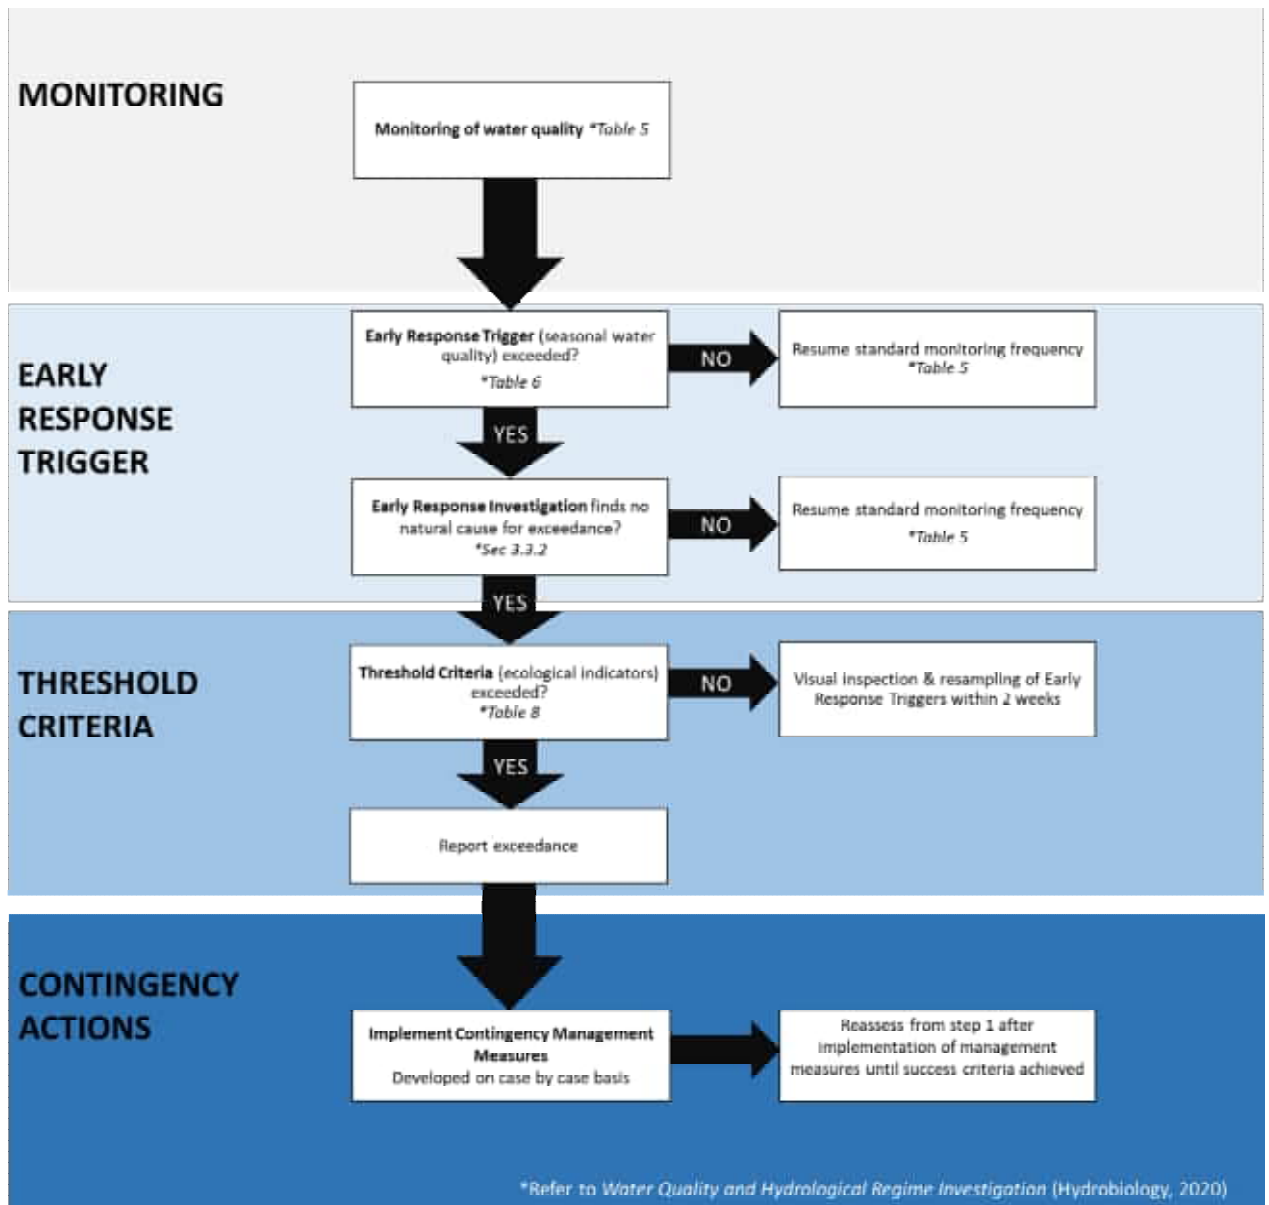 MONITORING
Monitoring of water quality *Table 5
EARLY
RESPONSE
TRIGGER
Early Response Trigger (seasonal water
quality) exceeded?
*Table 6
NO
Resume standard monitoring frequency
*Table 5
YES
Early Response Investigation finds no
natural cause for exceedance?
*Sec 3.3.2
NO
Resume standard monitoring frequency
*Table 5
YES
THRESHOLD
CRITERIA
Threshold Criteria (ecological indicators)
exceeded?
*Table 8
NO
Visual inspection & resampling of Early
Response Triggers within 2 weeks
YES
Report exceedance
CONTINGENCY
ACTIONS
Implement Contingency Management
Measures
Developed on case by case basis
Reassess from step 1 after
implementation of management
measures until success criteria achieved
*Refer to Water Quality and Hydrological Regime Investigation (Hydrobiology, 2020)